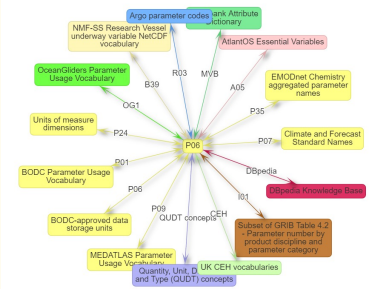 Argo parameter codes
ank Attribute
ictionary
NMF-SS Research Vessel
underway variable NetCDF
vocabulary
AtlantOS Essential Variables
OceanGliders Parameter
Usage Vocabulary
B39
R03
MVB
A05
EMODnet Chemistry
aggregated parameter
names
OG1
P35
Units of measure
dimensions
P24
P06
P07
Climate and Forecast
Standard Names
P01
BODC Parameter Usage
Vocabulary
DBpedia
DBpedia Knowledge Base
P06
I01
BODC-approved data
storage units
P09
QUDT concepts
CEH
Subset of GRIB Table 4.2
- Parameter number by
product discipline and
parameter category
MEDATLAS Parameter
Usage Vocabulary
Quantity, Unit, D
and Type (QUDT) concepts
UK CEH vocabularies